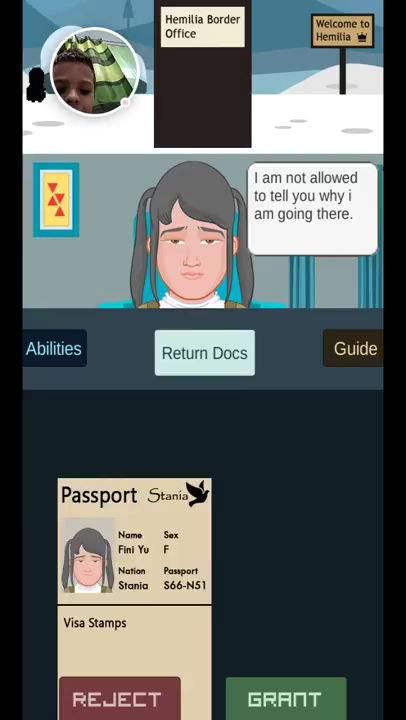 Hemilia Border
Office
Welcome to
Hemilia
I am not allowed
to tell you why i
am going there.
Abilities
Return Docs
Guide
Passport Stania
Name Sex
Fini Yu F
Nation Passport
Stania S66-N51
Visa Stamps
REJECT GRANT